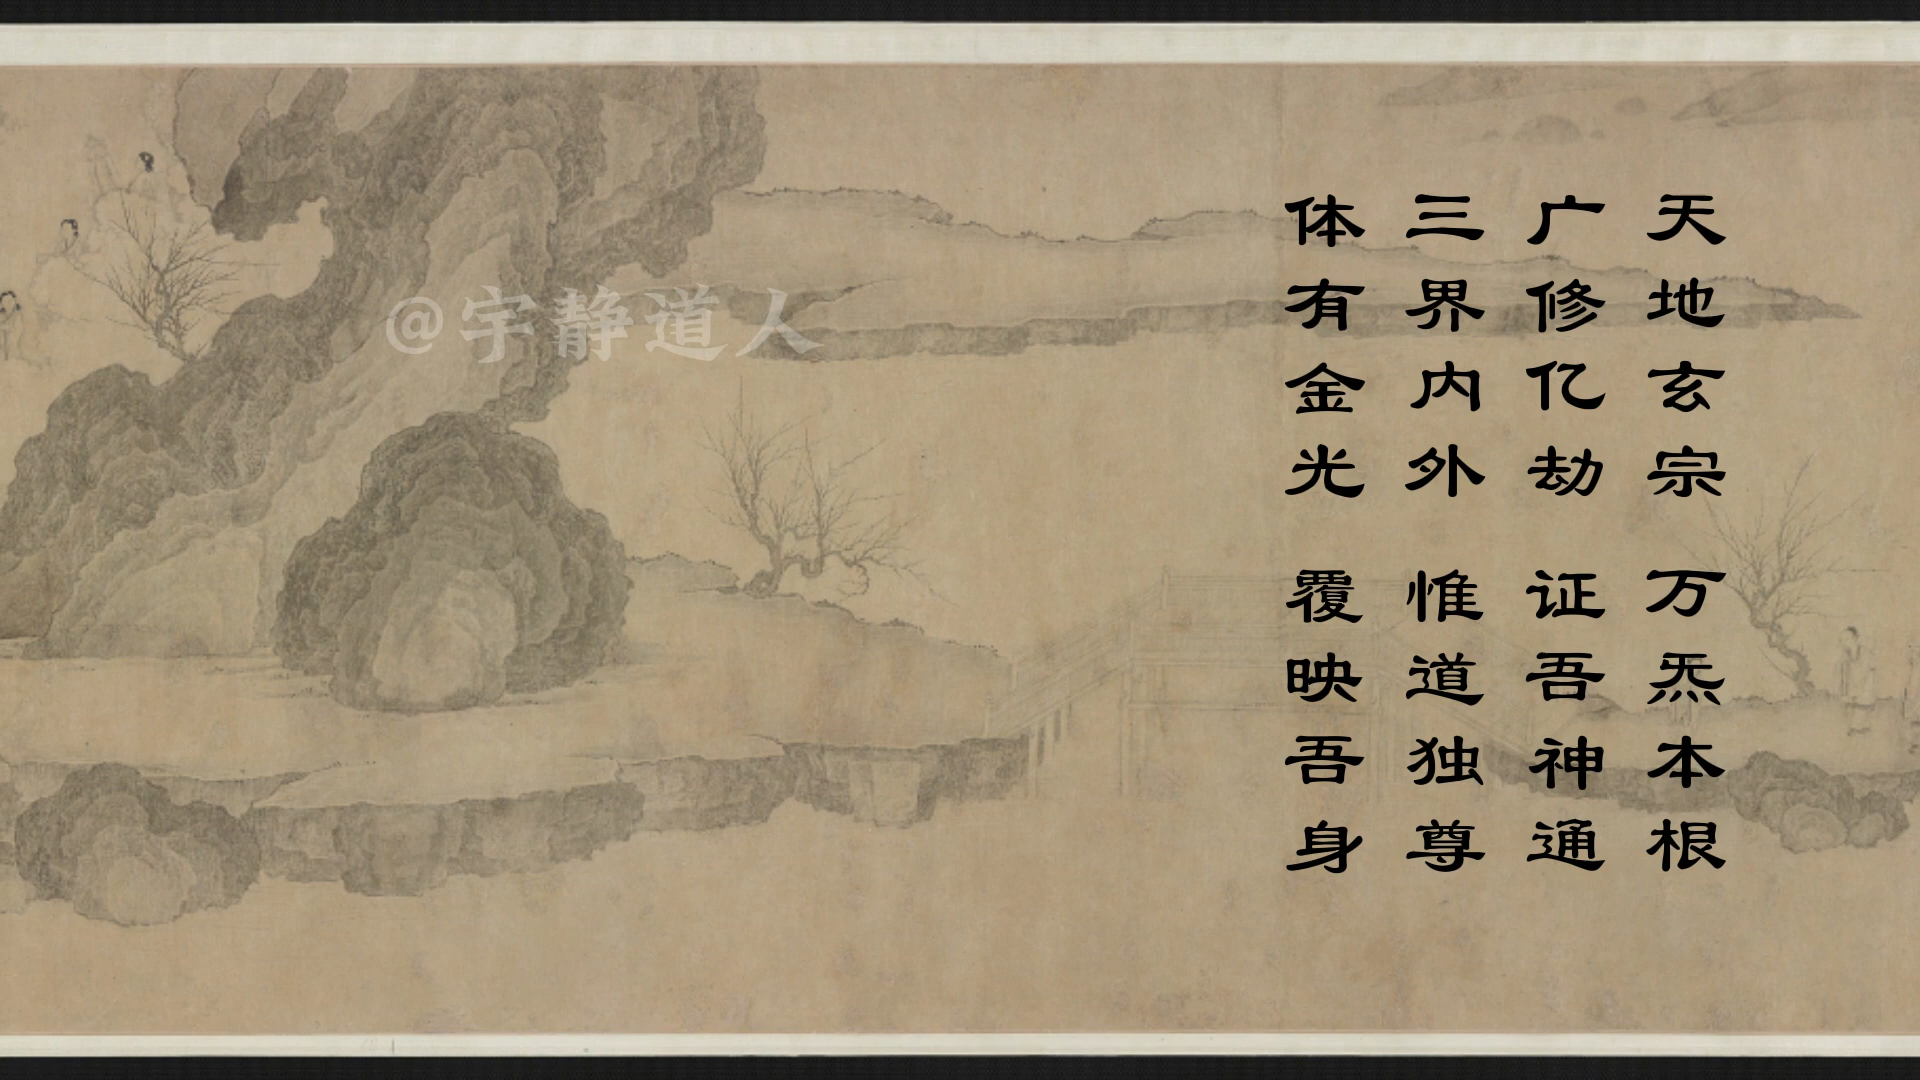 天地玄宗 万炁本根
广修亿劫 证吾神通
三界内外 惟道独尊
体有金光 覆映吾身
@宇静道人